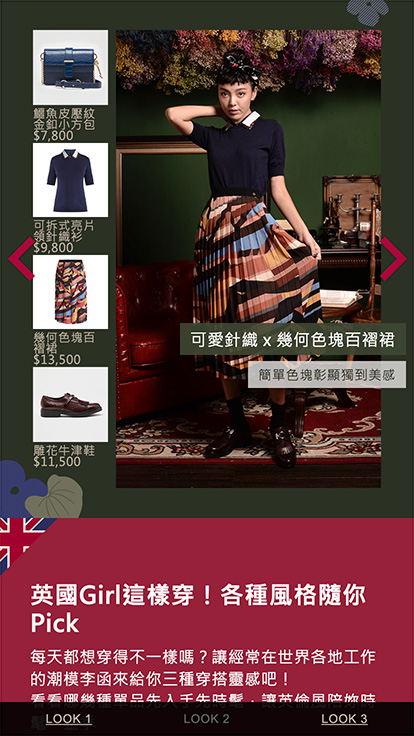 鱷魚皮壓紋
金釦小方包
$7,800
可拆式亮片
領針織衫
$9,800
幾何色塊百
褶裙
$13,500
雕花牛津鞋
$11,500
可愛針織 x 幾何色塊百褶裙
簡單色塊彰顯獨到美感
英國Girl這樣穿！各種風格隨你
Pick
每天都想穿得不一樣嗎？讓經常在世界各地工作
的潮模李函來給你三種穿搭靈感吧！
看看哪幾種單品先入手先時髦，讓英倫風陪妳時
LOOK 1
LOOK 2
LOOK 3